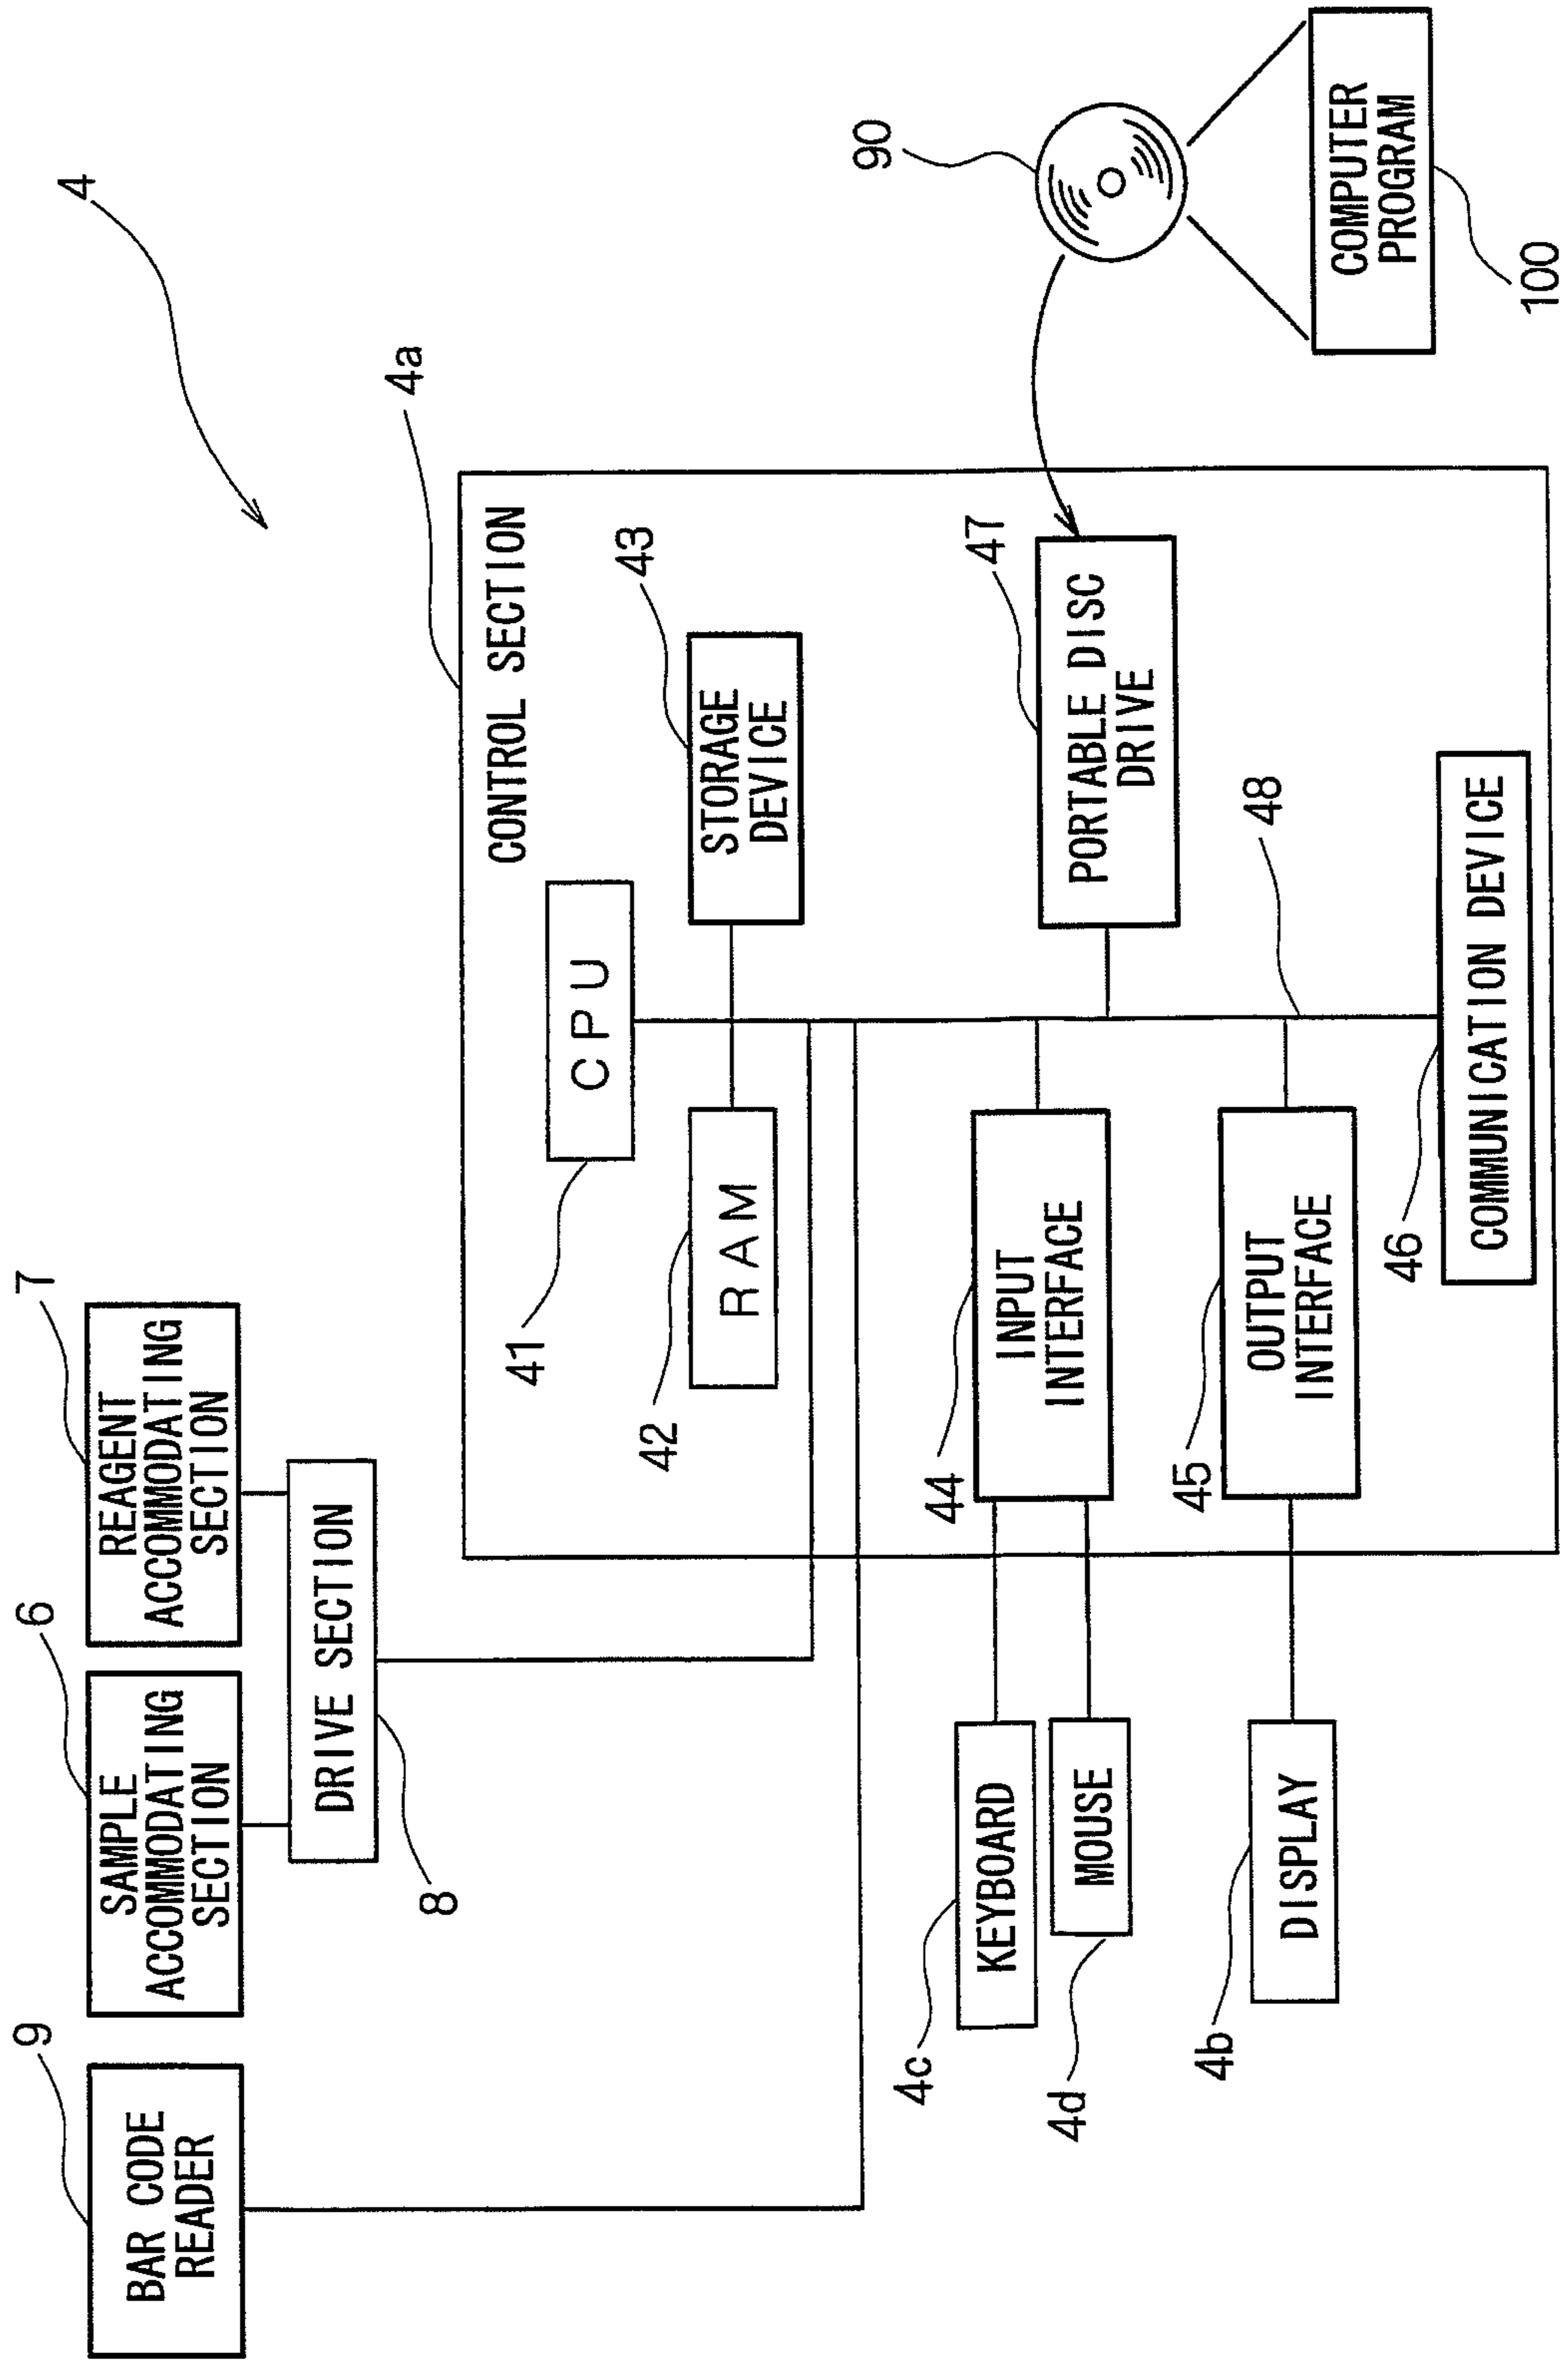 4
9
BAR CODE
READER
6
SAMPLE
ACCOMMODATING
SECTION
7
REAGENT
ACCOMMODATING
SECTION
DRIVE SECTION
8
4a
CONTROL SECTION
CPU
41
RAM
42
STORAGE
DEVICE
43
4c
KEYBOARD
4d
MOUSE
44
INPUT
INTERFACE
47
PORTABLE DISC
DRIVE
90
4b
DISPLAY
45
OUTPUT
INTERFACE
48
46
COMMUNICATION DEVICE
COMPUTER
PROGRAM
100